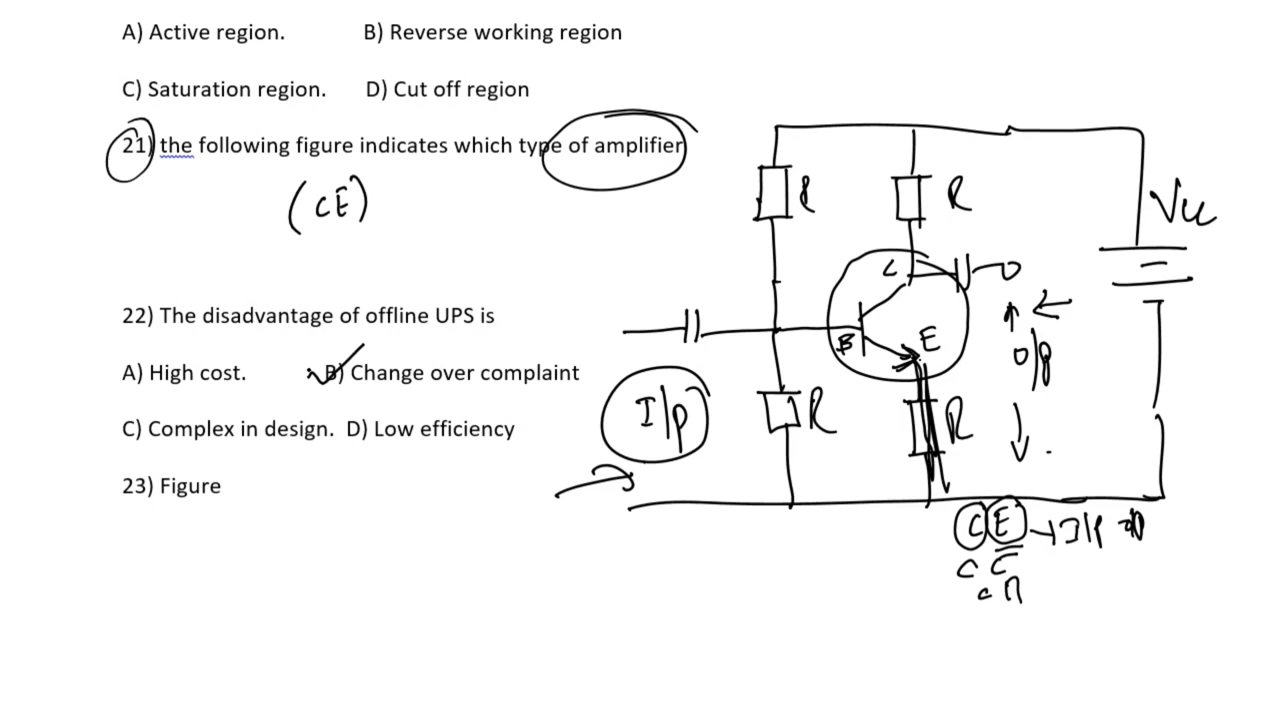 A) Active region. B) Reverse working region
C) Saturation region. D) Cut off region
21) the following figure indicates which type of amplifier
(CE)
R
Vcc
C
B
E
O/P
I/P
R
R
CE → I/P
C C
22) The disadvantage of offline UPS is
A) High cost. B) Change over complaint
C) Complex in design. D) Low efficiency
23) Figure